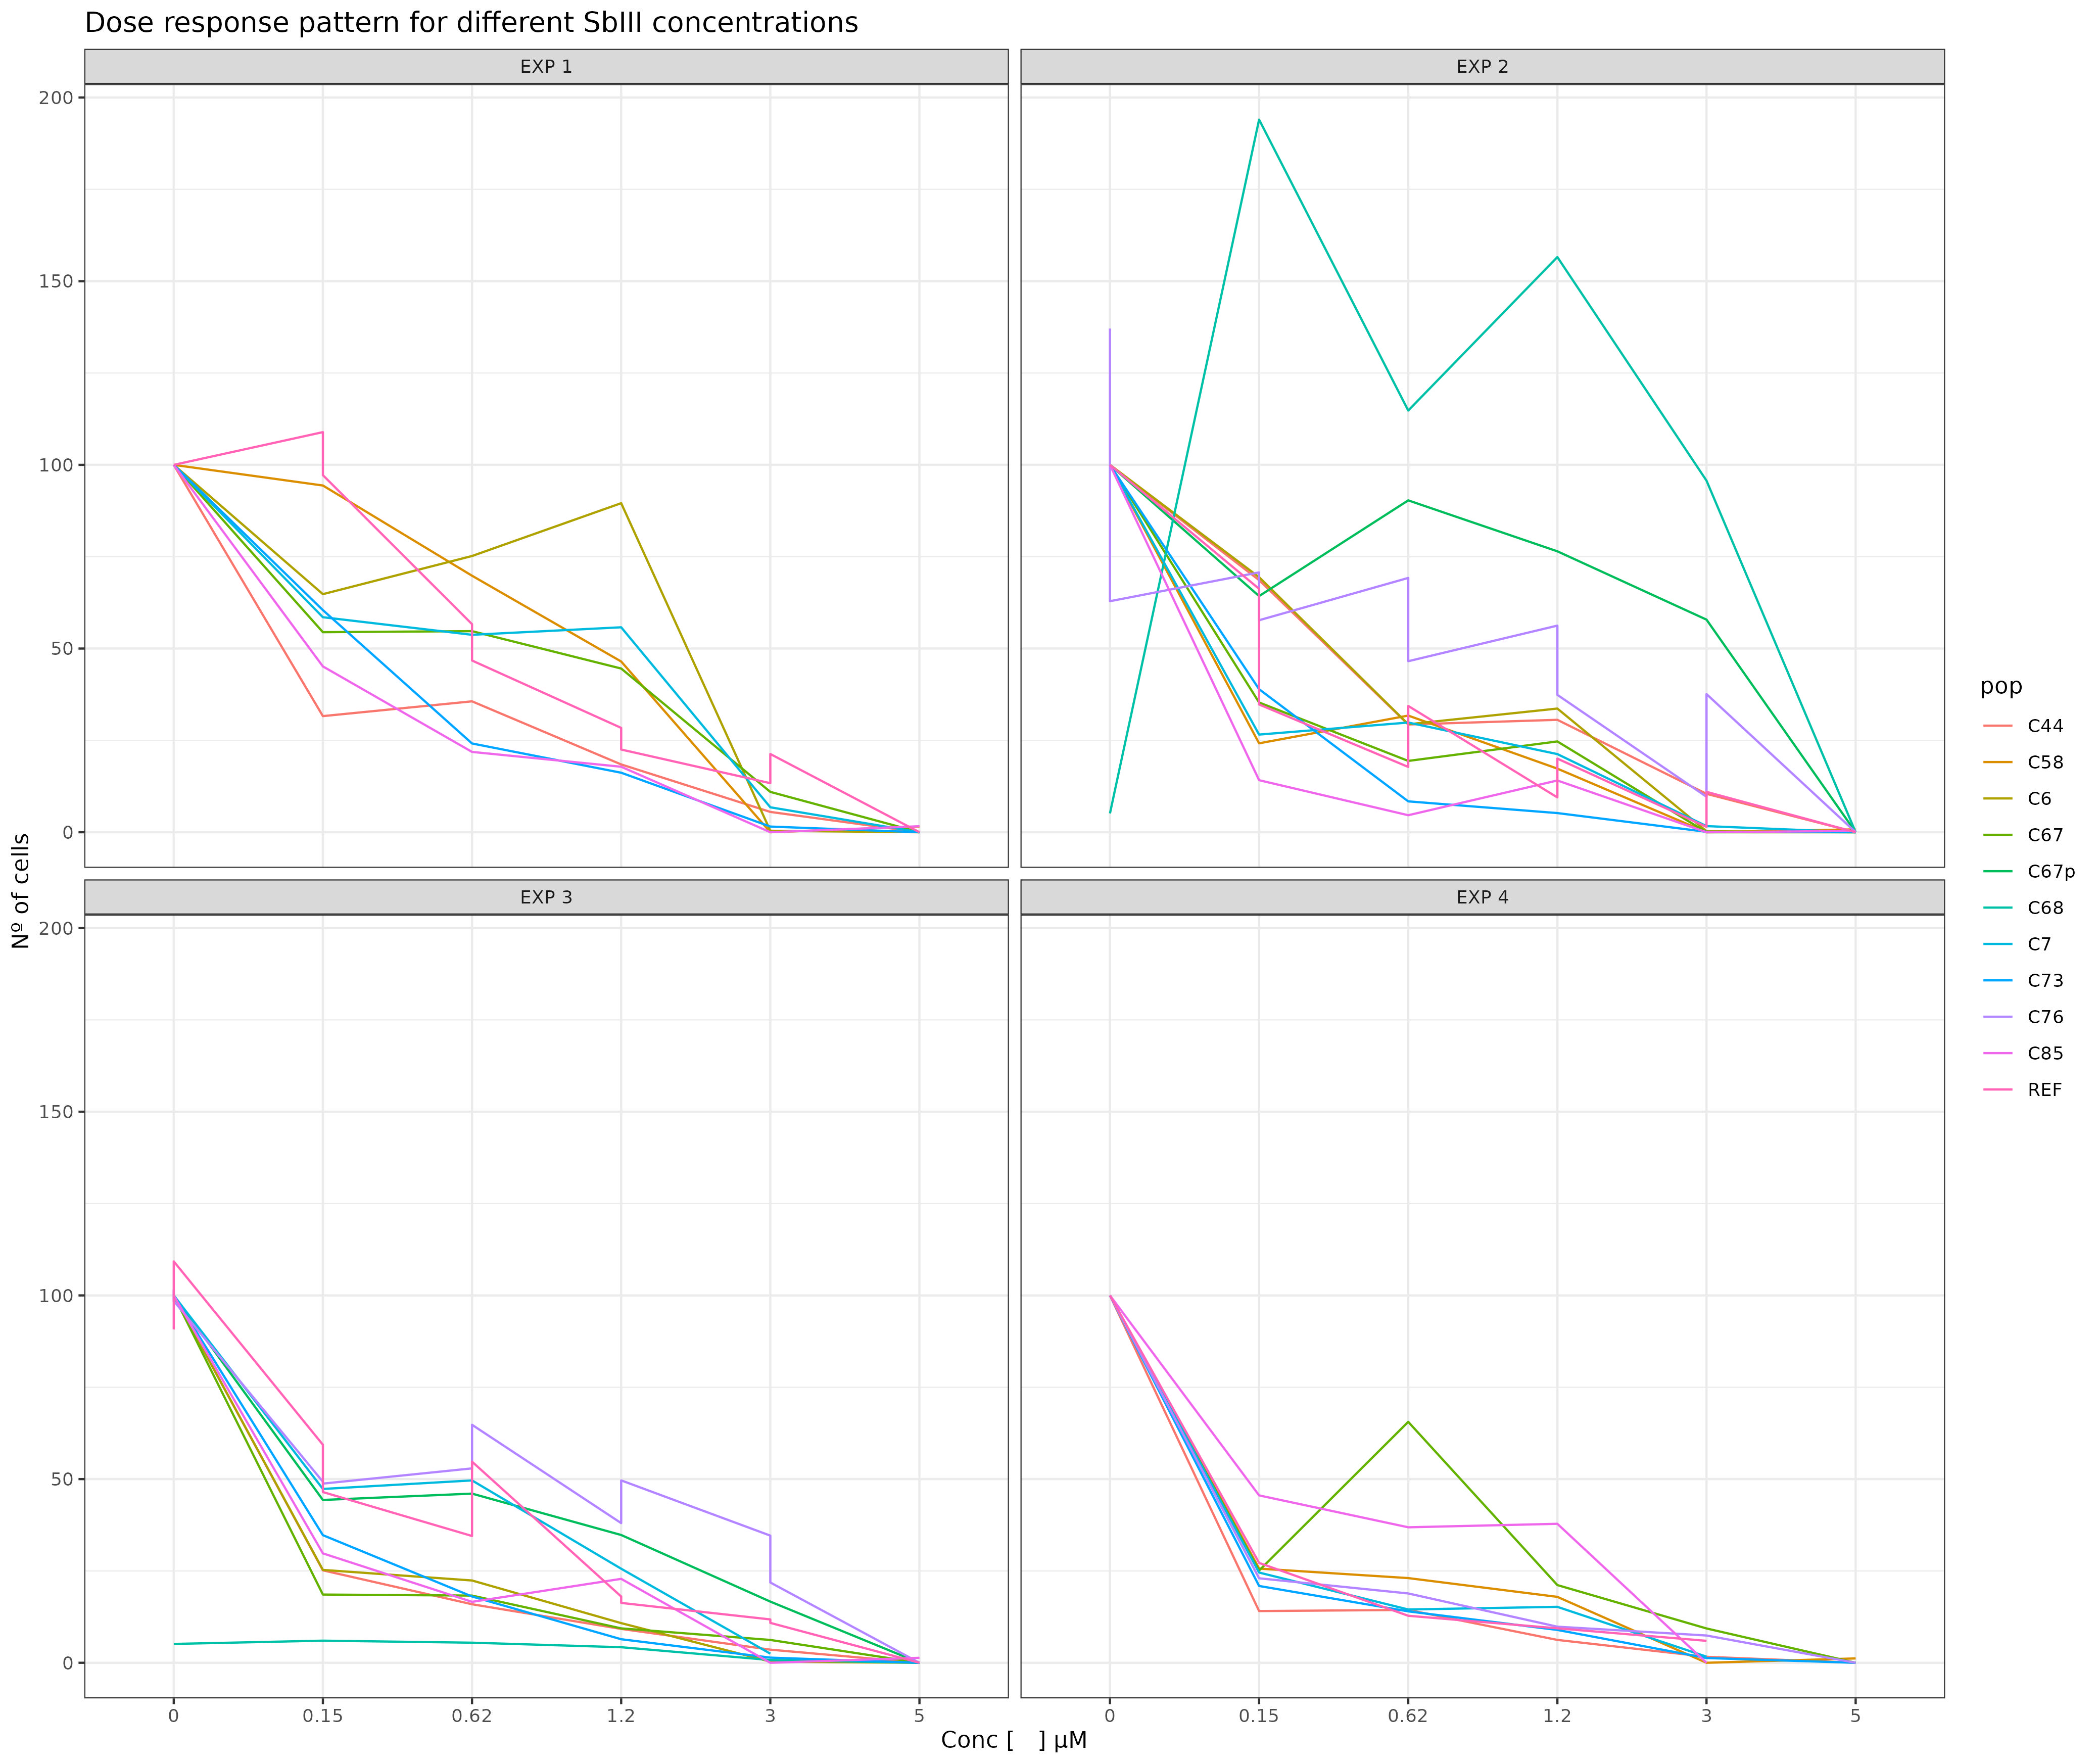 Dose response pattern for different SbIII concentrations
EXP 1
EXP 2
200
150
100
50
0
EXP 3
EXP 4
200
150
100
50
0
0 0.15 0.62 1.2 3 5
0 0.15 0.62 1.2 3 5
Nº of cells
Conc [ ] µM
pop
C44
C58
C6
C67
C67p
C68
C7
C73
C76
C85
REF